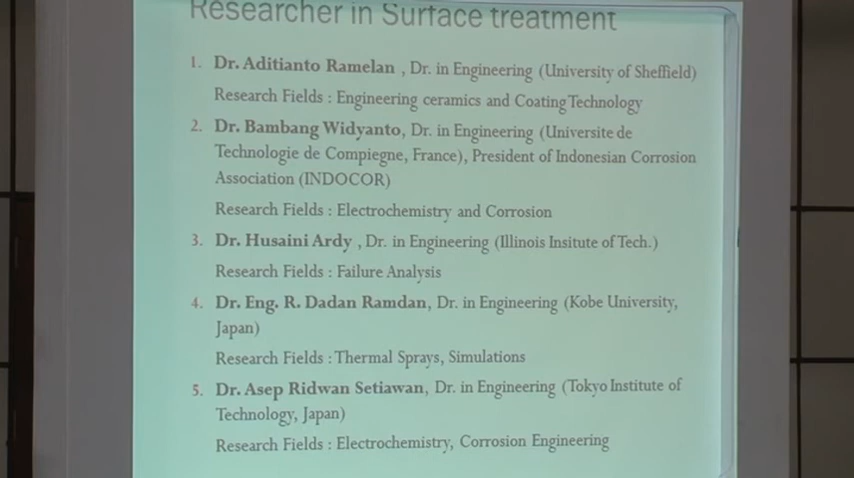 Researcher in Surface treatment
1. Dr. Aditianto Ramelan , Dr. in Engineering (University of Sheffield)
Research Fields : Engineering ceramics and Coating Technology
2. Dr. Bambang Widyanto, Dr. in Engineering (Universite de
Technologie de Compiegne, France), President of Indonesian Corrosion
Association (INDOCOR)
Research Fields : Electrochemistry and Corrosion
3. Dr. Husaini Ardy , Dr. in Engineering (Illinois Insitute of Tech.)
Research Fields : Failure Analysis
4. Dr. Eng. R. Dadan Ramdan, Dr. in Engineering (Kobe University,
Japan)
Research Fields : Thermal Sprays, Simulations
5. Dr. Asep Ridwan Setiawan, Dr. in Engineering (Tokyo Institute of
Technology, Japan)
Research Fields : Electrochemistry, Corrosion Engineering